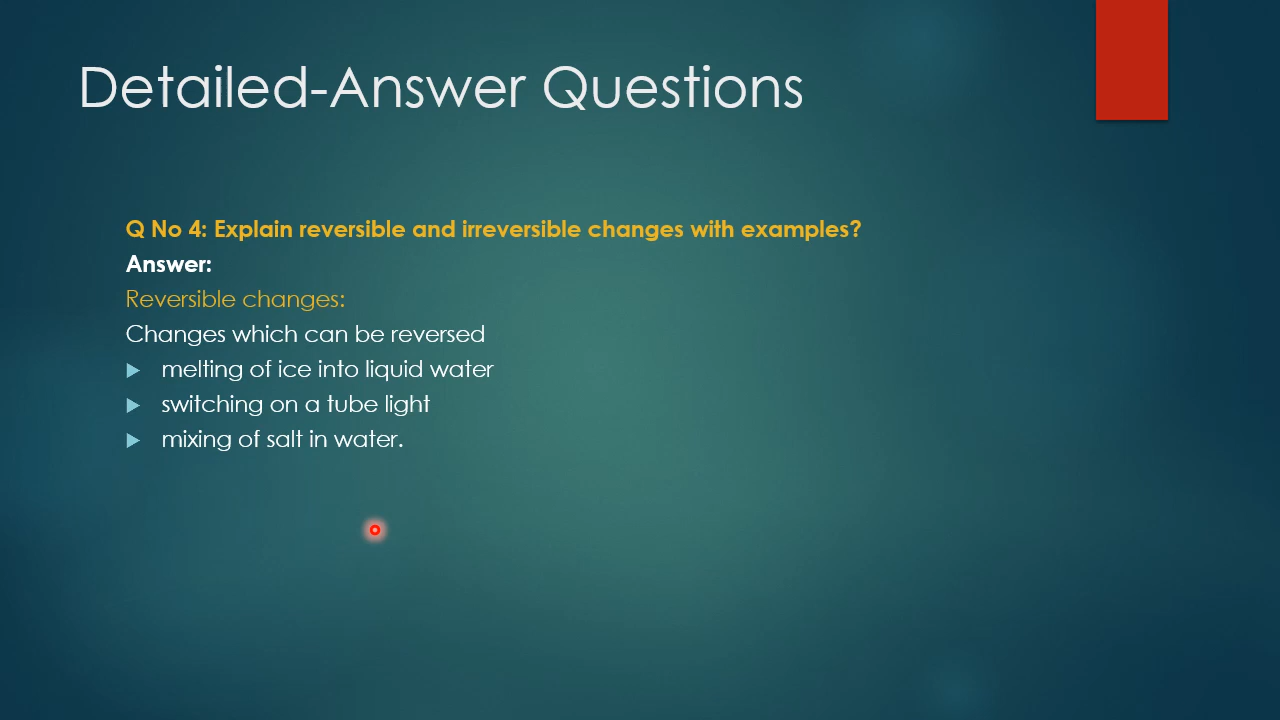 Detailed-Answer Questions
Q No 4: Explain reversible and irreversible changes with examples?
Answer:
Reversible changes:
Changes which can be reversed
melting of ice into liquid water
switching on a tube light
mixing of salt in water.